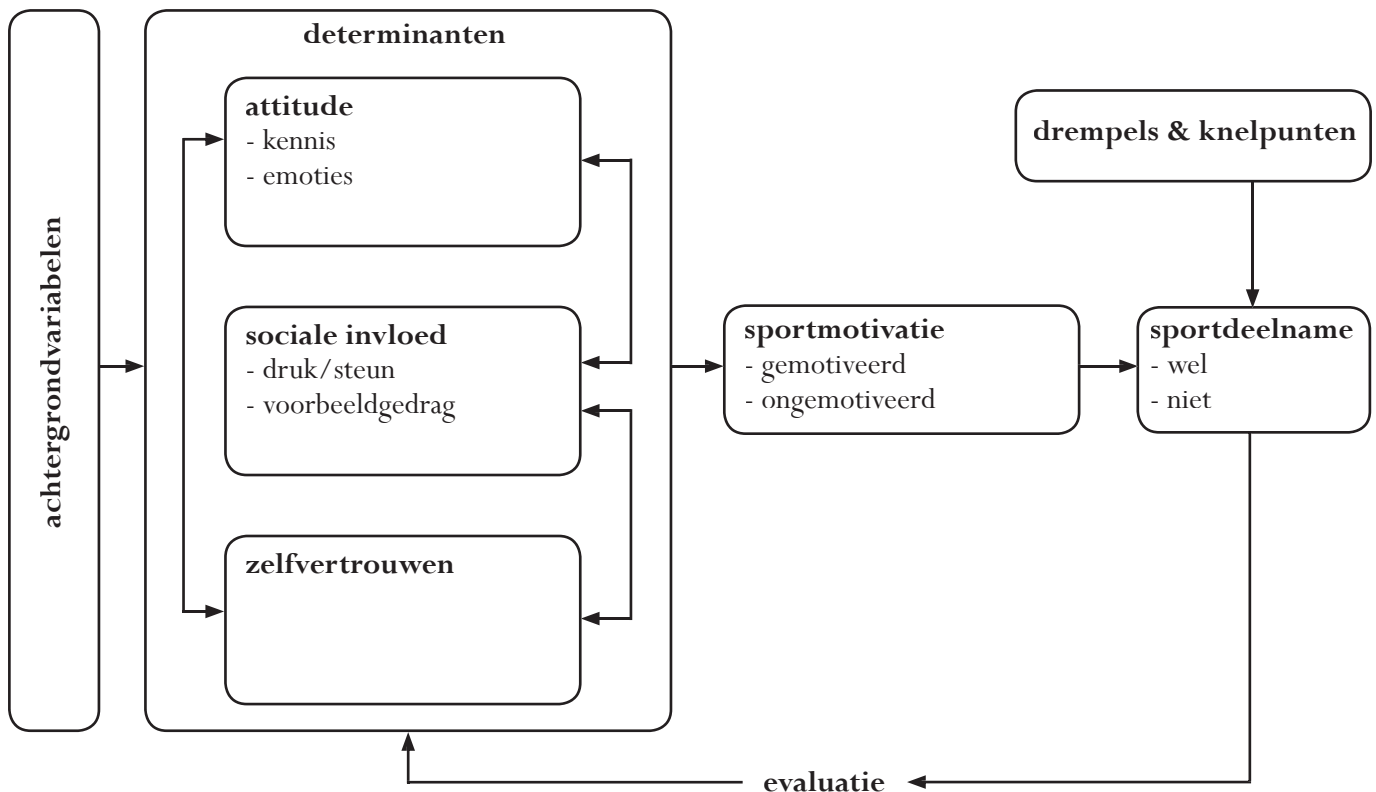 achtergrondvariabelen
determinanten
attitude
- kennis
- emoties
sociale invloed
- druk/steun
- voorbeeldgedrag
zelfvertrouwen
sportmotivatie
- gemotiveerd
- ongemotiveerd
drempels & knelpunten
sportdeelname
- wel
- niet
evaluatie